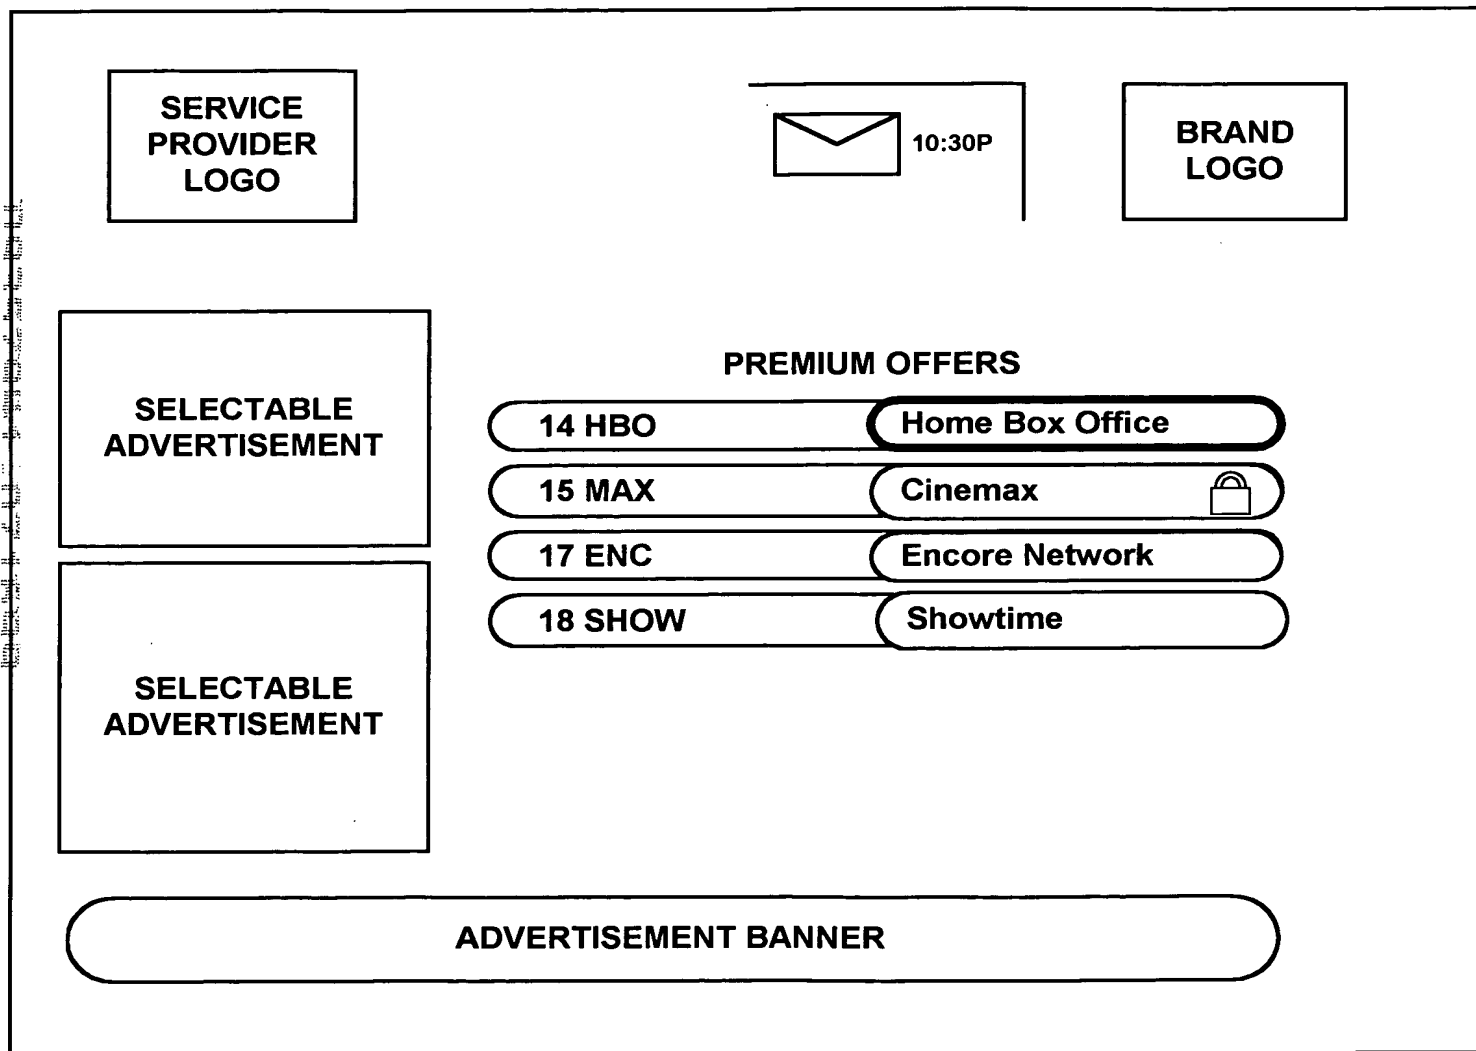 SERVICE
PROVIDER
LOGO
10:30P
BRAND
LOGO
SELECTABLE
ADVERTISEMENT
PREMIUM OFFERS
14 HBO Home Box Office
15 MAX Cinemax
17 ENC Encore Network
18 SHOW Showtime
SELECTABLE
ADVERTISEMENT
ADVERTISEMENT BANNER